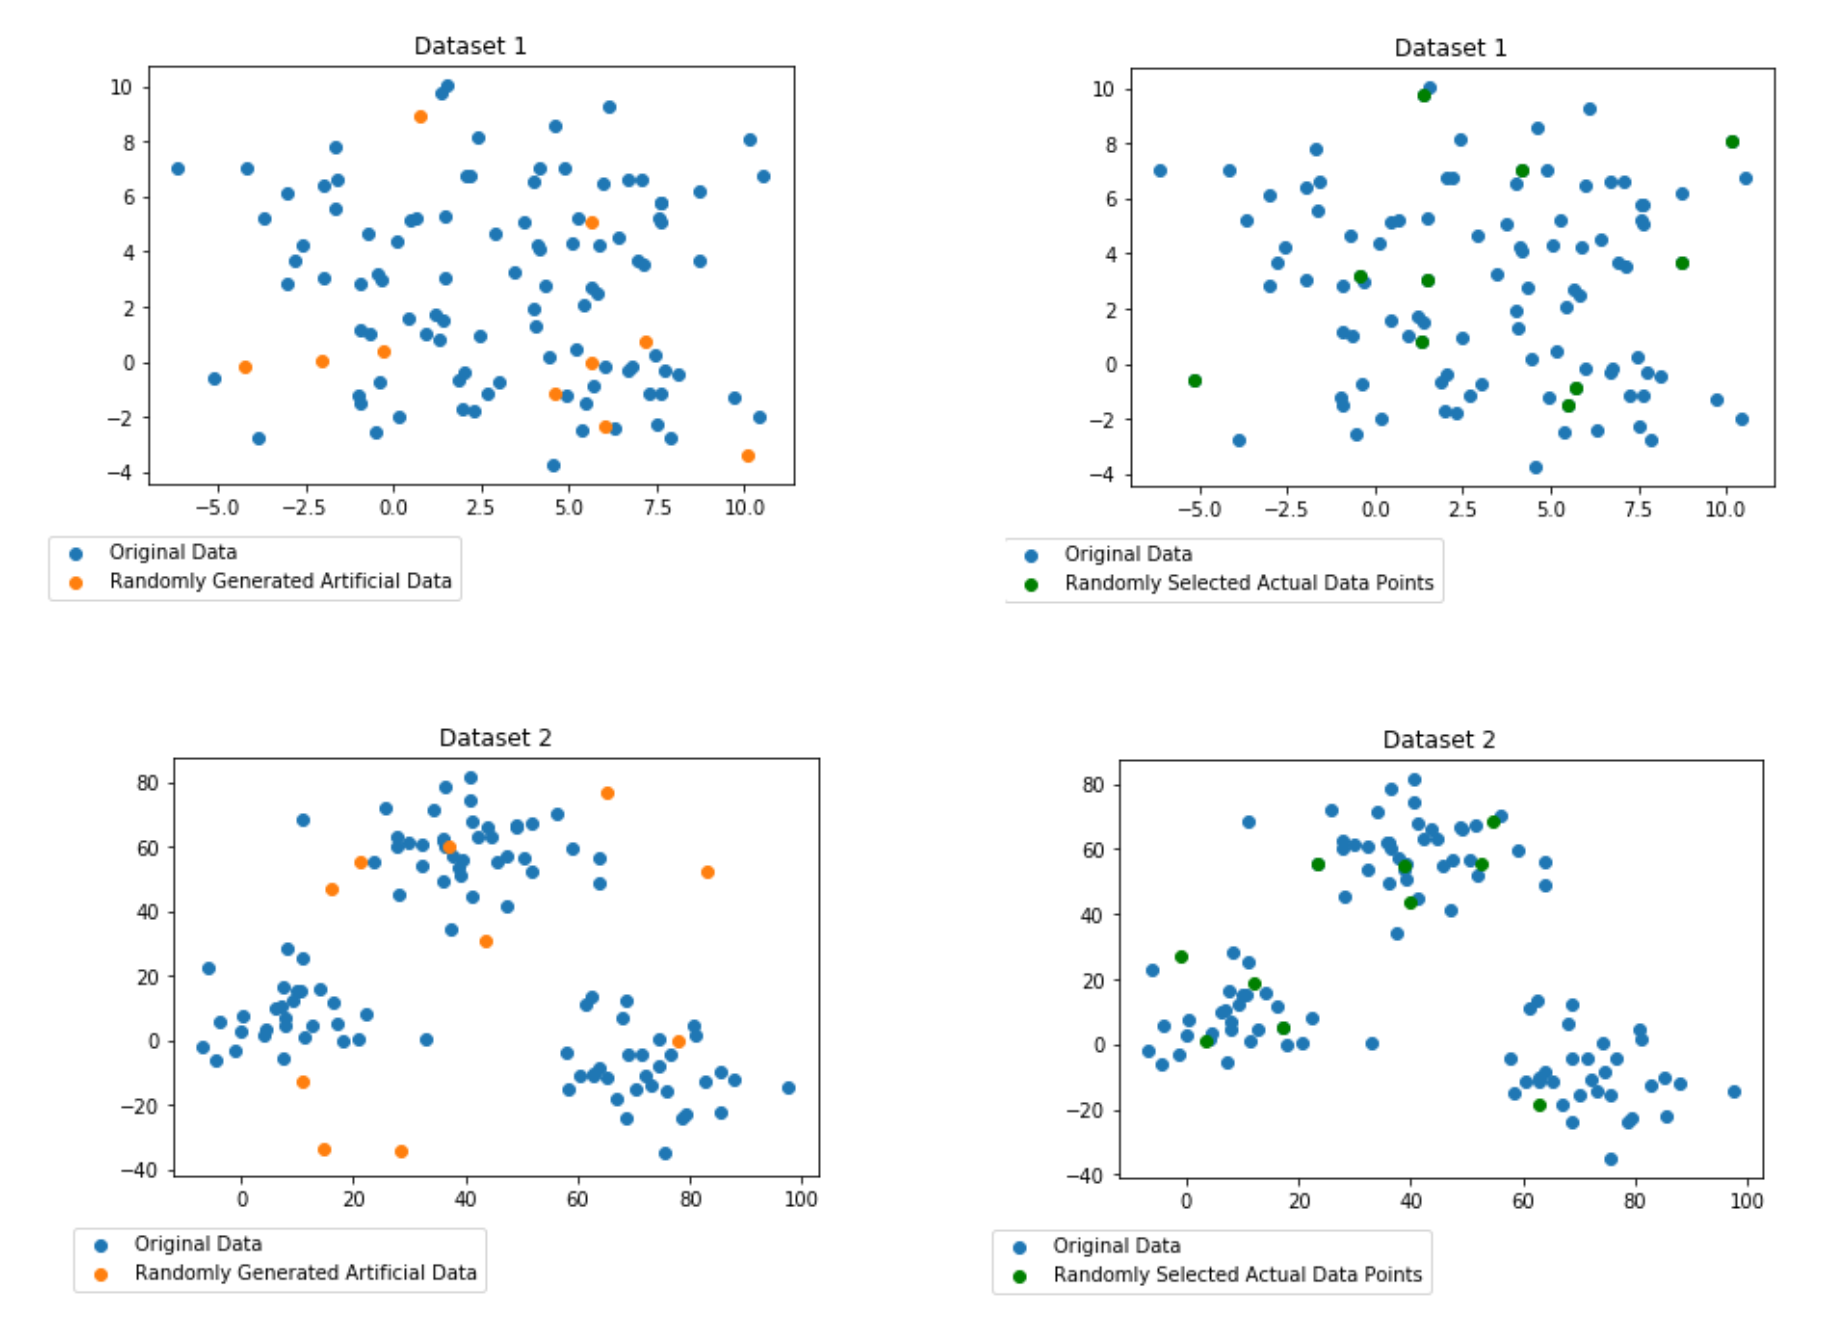 Dataset 1
10
8
6
4
2
0
−2
−4
−5.0 −2.5 0.0 2.5 5.0 7.5 10.0
Original Data
Randomly Generated Artificial Data
Dataset 1
10
8
6
4
2
0
−2
−4
−5.0 −2.5 0.0 2.5 5.0 7.5 10.0
Original Data
Randomly Selected Actual Data Points
Dataset 2
80
60
40
20
0
−20
−40
0 20 40 60 80 100
Original Data
Randomly Generated Artificial Data
Dataset 2
80
60
40
20
0
−20
−40
0 20 40 60 80 100
Original Data
Randomly Selected Actual Data Points